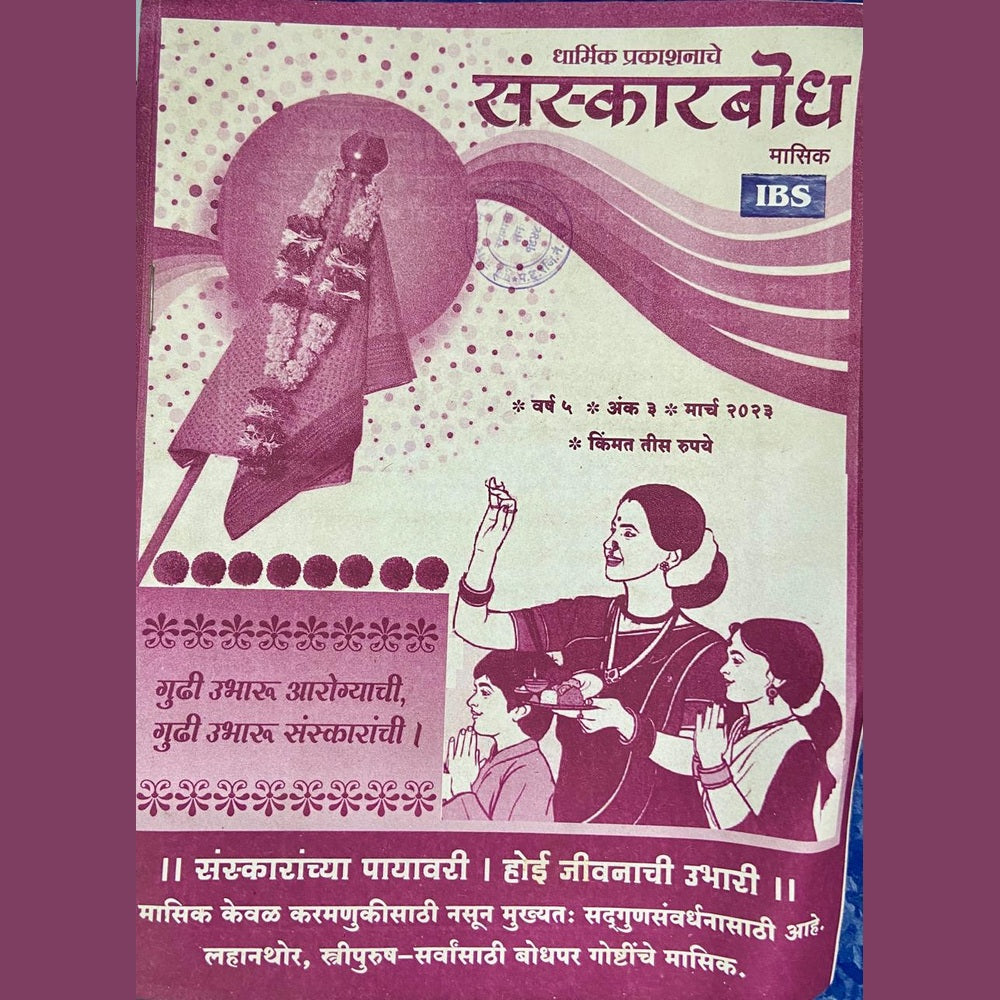 धार्मिक प्रकाशनाचे
संस्कारबोध
मासिक
IBS
* वर्ष ५ * अंक ३ * मार्च २०२३
* किंमत तीस रुपये
गुढी उभारू आरोग्याची,
गुढी उभारू संस्कारांची।
॥ संस्कारांच्या पायावरी । होई जीवनाची उभारी ॥
मासिक केवळ करमणुकीसाठी नसून मुख्यतः सद्‌गुणसंवर्धनासाठी आहे.
लहानथोर, स्त्रीपुरुष–सर्वांसाठी बोधपर गोष्टींचे मासिक.